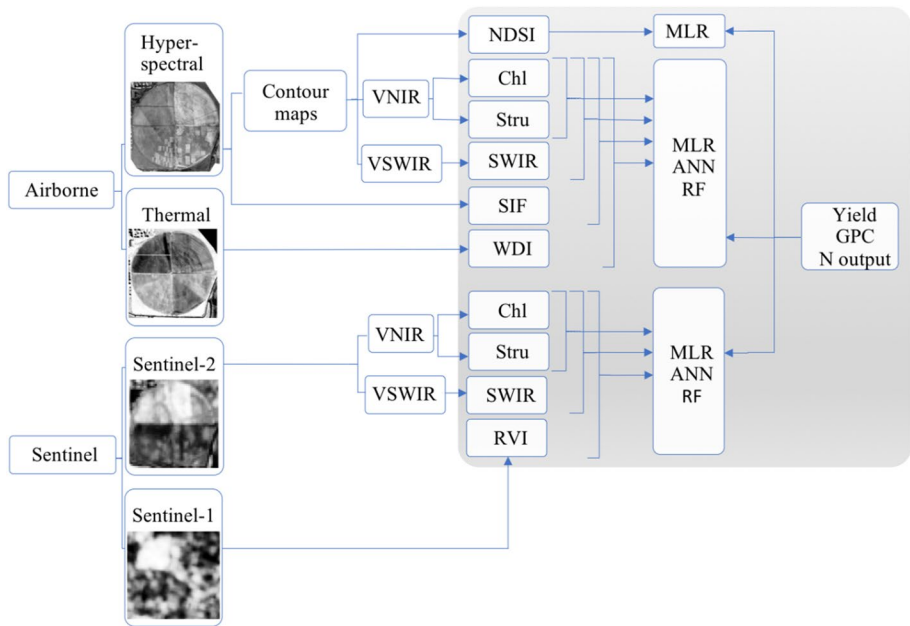 Airborne
Hyper-
spectral
Thermal
Contour
maps
VNIR
VSWIR
NDSI
Chl
Stru
SWIR
SIF
WDI
MLR
MLR
ANN
RF
Yield
GPC
N output
Sentinel
Sentinel-2
Sentinel-1
VNIR
VSWIR
Chl
Stru
SWIR
RVI
MLR
ANN
RF